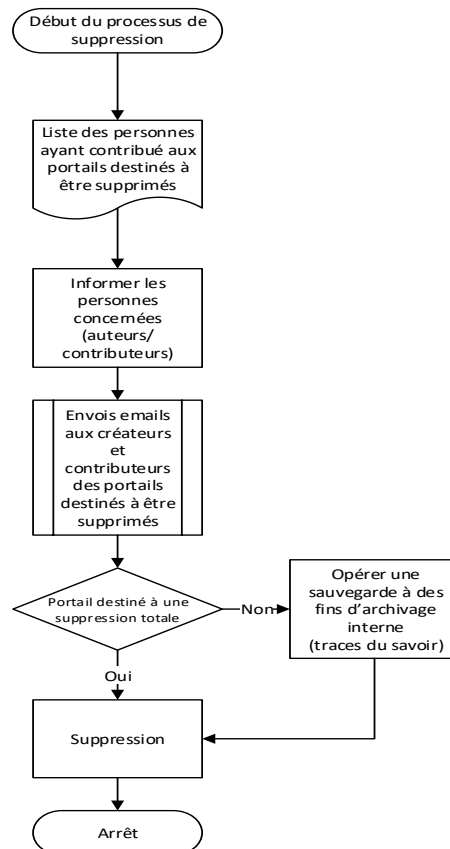 Début du processus de
suppression
Liste des personnes
ayant contribué aux
portails destinés à
être supprimés
Informer les
personnes
concernées
(auteurs/
contributeurs)
Envois emails
aux créateurs
et
contributeurs
des portails
destinés à être
supprimés
Portail destiné à une
suppression totale
Non
Opérer une
sauvegarde à des
fins d’archivage
interne
(traces du savoir)
Oui
Suppression
Arrêt